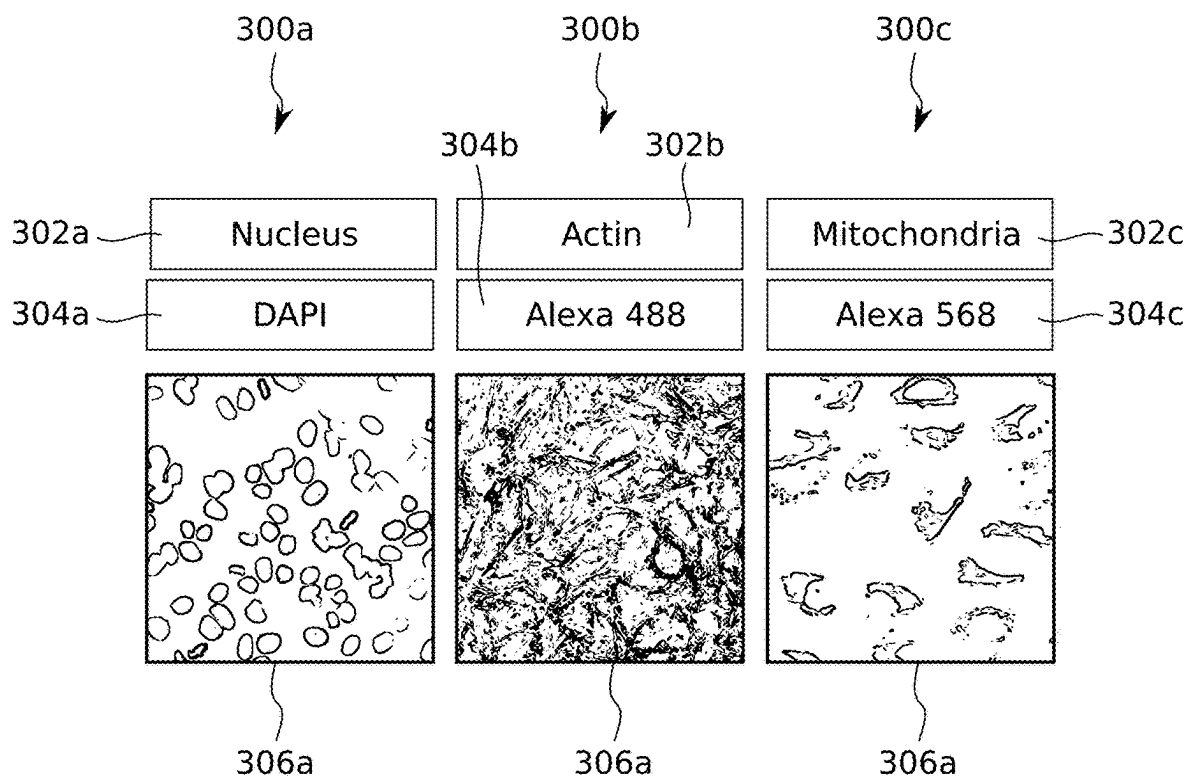 300a 300b 300c
304b 302b
302a Nucleus Actin Mitochondria 302c
304a DAPI Alexa 488 Alexa 568 304c
306a 306a 306a